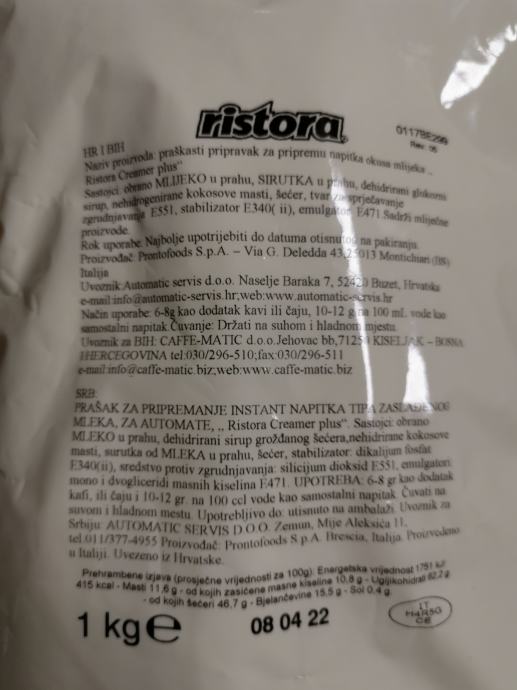 ristora
0117BE299
Rev. 05
HR I BIH
Naziv proizvoda: praškasti pripravak za pripremu napitka okusa mlijeka „
Ristora Creamer plus"
Sastojci: obrano MLIJEKO u prahu, SIRUTKA u prahu, dehidrirani glukozni
sirup, nehidrogenirane kokosove masti, šećer, tvar za sprječavanje
zgrudnjavanja E551, stabilizator E340( ii), emulgator E471.Sadrži mliječne
proizvode.
Rok uporabe: Najbolje upotrijebiti do datuma otisnutog na pakiranju.
Proizvođač: Prontofoods S.p.A. – Via G. Deledda 43,25013 Montichiari (BS)
Italija
Uvoznik:Automatic servis d.o.o. Naselje Baraka 7, 52420 Buzet, Hrvatska
e-mail:info@automatic-servis.hr;web:www.automatic-servis.hr
Način uporabe: 6-8g kao dodatak kavi ili čaju, 10-12 g na 100 ml. vode kao
samostalni napitak.Čuvanje: Držati na suhom i hladnom mjestu.
Uvoznik za BIH: CAFFE-MATIC d.o.o.Jehovac bb,71250 KISELJAK – BOSNA
I HERCEGOVINA tel:030/296-510;fax:030/296-511
e-mail:info@caffe-matic.biz;web:www.caffe-matic.biz
SRB:
PRAŠAK ZA PRIPREMANJE INSTANT NAPITKA TIPA ZASLAĐENOG
MLEKA, ZA AUTOMATE, „ Ristora Creamer plus". Sastojci: obrano
MLEKO u prahu, dehidrirani sirup grožđanog šećera,nehidrirane kokosove
masti, surutka od MLEKA u prahu, šećer, stabilizator: dikalijum fosfat
E340(ii), sredstvo protiv zgrudnjavanja: silicijum dioksid E551, emulgatori:
mono i dvogliceridi masnih kiselina E471. UPOTREBA: 6-8 gr kao dodatak
kafi, ili čaju i 10-12 gr. na 100 ccl vode kao samostalni napitak. Čuvati na
suvom i hladnom mestu. Upotrebljivo do: utisnuto na ambalaži. Uvoznik za
Srbiju: AUTOMATIC SERVIS D.O.O. Zemun, Mije Aleksića 11,
tel.011/377-4955 Proizvođač: Prontofoods S.p.A. Brescia, Italija. Proizvedeno
u Italiji. Uvezeno iz Hrvatske.
Prehrambene izjava (prosječne vrijednosti za 100g): Energetska vrijednost 1751 kJ/
415 kcal - Masti 11,6 g - od kojih zasićene masne kiseline 10,8 g - Ugljikohidrati 62,2 g
- od kojih šećeri 46,7 g - Bjelančevine 15,5 g - Sol 0,4 g.
1 kg e
08 04 22
IT
H4R5G
CE